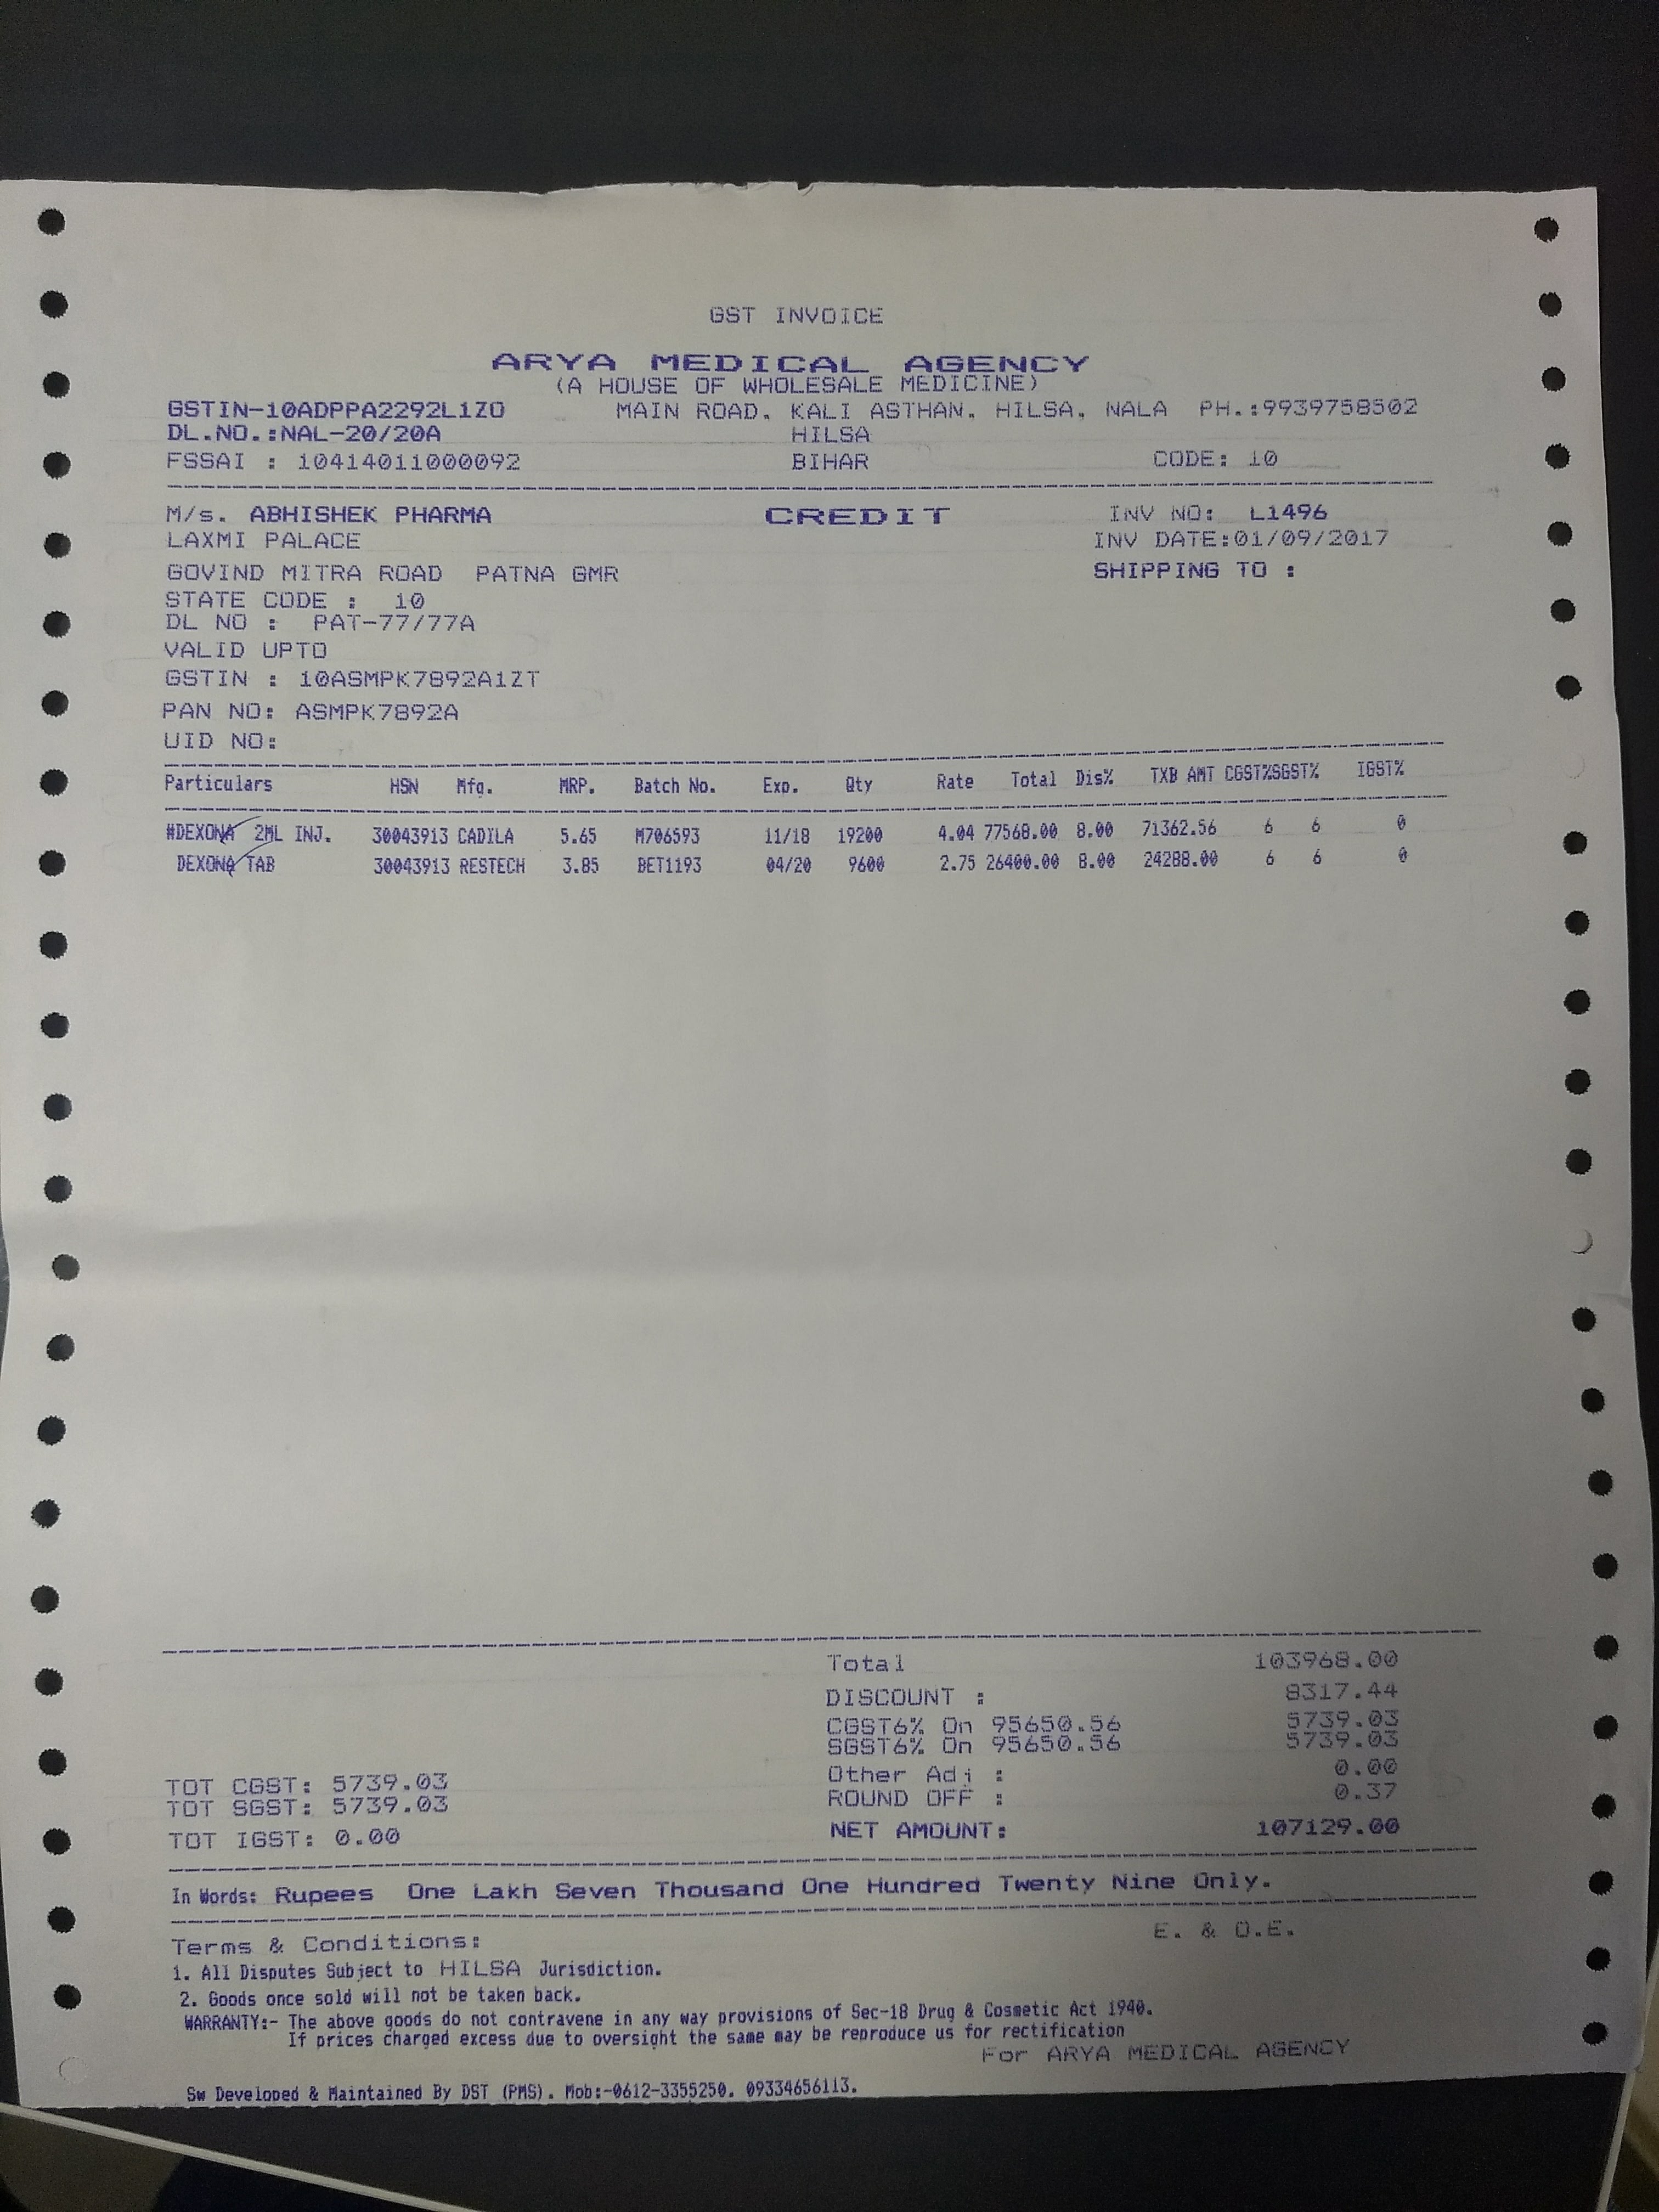 GST INVOICE
ARYA MEDICAL AGENCY
(A HOUSE OF WHOLESALE MEDICINE)
GSTIN-10ADPPA2292L1ZO MAIN ROAD, KALI ASTHAN, HILSA, NALA PH.:9939758502
DL.NO.:NAL-20/20A HILSA
FSSAI : 10414011000092 BIHAR CODE: 10
M/s. ABHISHEK PHARMA CREDIT INV NO: L1496
LAXMI PALACE INV DATE:01/09/2017
GOVIND MITRA ROAD PATNA GMR SHIPPING TO :
STATE CODE : 10
DL NO : PAT-77/77A
VALID UPTO
GSTIN : 10ASMPK7892A1ZT
PAN NO: ASMPK7892A
UID NO:
Particulars HSN Mfg. MRP. Batch No. Exp. Qty Rate Total Dis% TXB AMT CGST%SGST% IGST%
#DEXONA 2ML INJ. 30043913 CADILA 5.65 M706593 11/18 19200 4.04 77568.00 8.00 71362.56 6 6 0
DEXONA TAB 30043913 RESTECH 3.85 BET1193 04/20 9600 2.75 26400.00 8.00 24288.00 6 6 0
Total 103968.00
DISCOUNT : 8317.44
CGST6% On 95650.56 5739.03
SGST6% On 95650.56 5739.03
TOT CGST: 5739.03 Other Adj : 0.00
TOT SGST: 5739.03 ROUND OFF : 0.37
TOT IGST: 0.00 NET AMOUNT: 107129.00
In Words: Rupees One Lakh Seven Thousand One Hundred Twenty Nine Only.
E. & O.E.
Terms & Conditions:
1. All Disputes Subject to HILSA Jurisdiction.
2. Goods once sold will not be taken back.
WARRANTY:- The above goods do not contravene in any way provisions of Sec-18 Drug & Cosmetic Act 1940.
If prices charged excess due to oversight the same may be reproduce us for rectification
For ARYA MEDICAL AGENCY
Sw Developed & Maintained By DST (PMS). Mob:-0612-3355250, 09334656113.